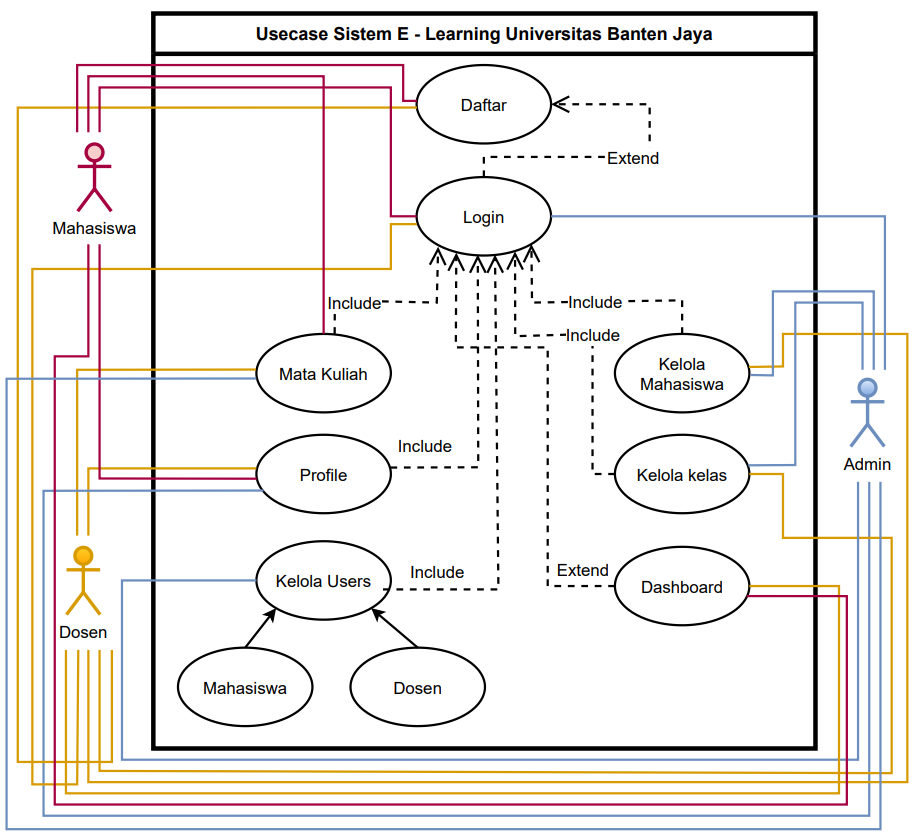 Usecase Sistem E - Learning Universitas Banten Jaya
Daftar
Extend
Mahasiswa
Login
Include
Include
Include
Mata Kuliah
Kelola
Mahasiswa
Admin
Include
Profile
Kelola kelas
Dosen
Kelola Users
Include
Extend
Dashboard
Mahasiswa
Dosen